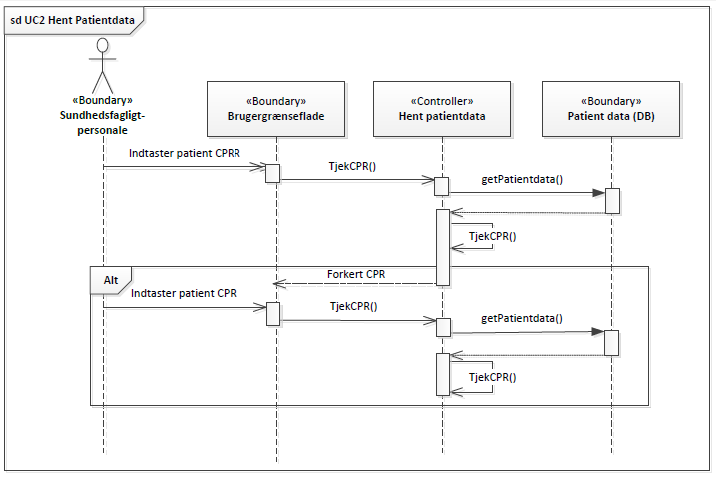 sd UC2 Hent Patientdata
«Boundary»
Sundhedsfagligt-
personale
«Boundary»
Brugergrænseflade
«Controller»
Hent patientdata
«Boundary»
Patient data (DB)
Indtaster patient CPRR
TjekCPR()
getPatientdata()
TjekCPR()
Alt
Forkert CPR
Indtaster patient CPR
TjekCPR()
getPatientdata()
TjekCPR()